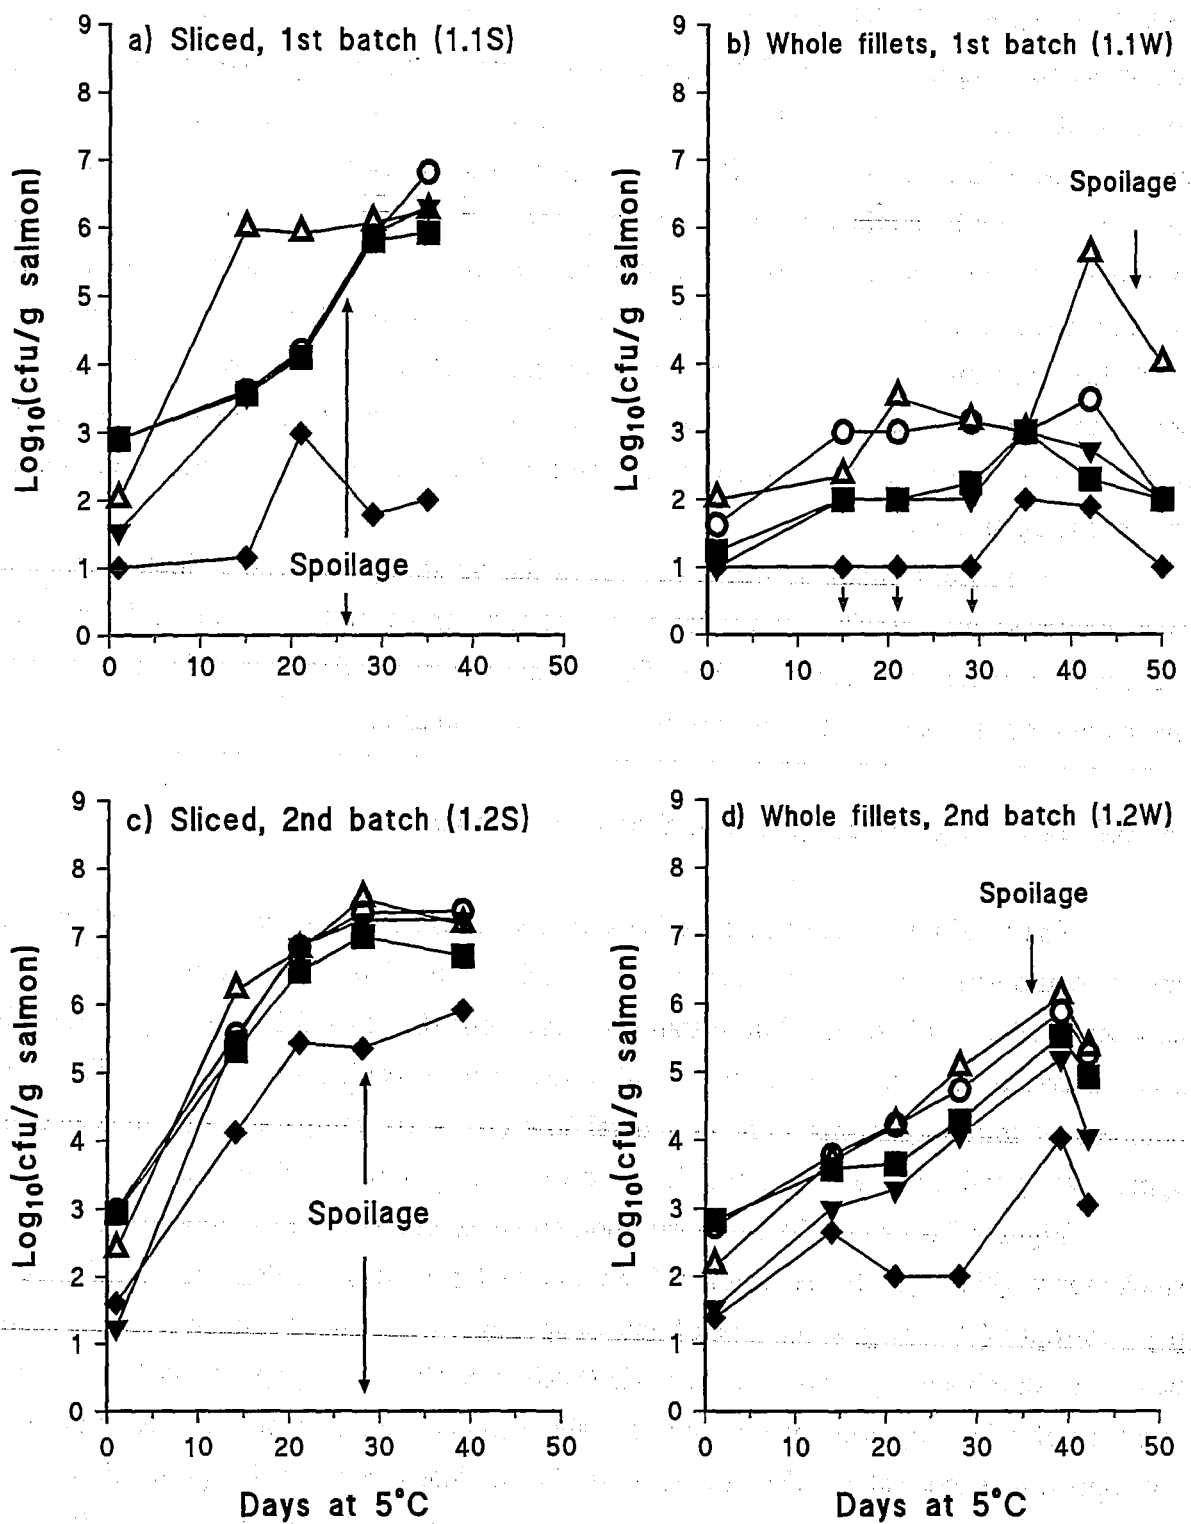 a) Sliced, 1st batch (1.1S)
9
8
7
6
5
4
3
2
1
0
Log10(cfu/g salmon)
Spoilage
0 10 20 30 40 50
b) Whole fillets, 1st batch (1.1W)
9
8
7
6
5
4
3
2
1
0
Log10(cfu/g salmon)
Spoilage
0 10 20 30 40 50
c) Sliced, 2nd batch (1.2S)
9
8
7
6
5
4
3
2
1
0
Log10(cfu/g salmon)
Spoilage
0 10 20 30 40 50
Days at 5°C
d) Whole fillets, 2nd batch (1.2W)
9
8
7
6
5
4
3
2
1
0
Log10(cfu/g salmon)
Spoilage
0 10 20 30 40 50
Days at 5°C